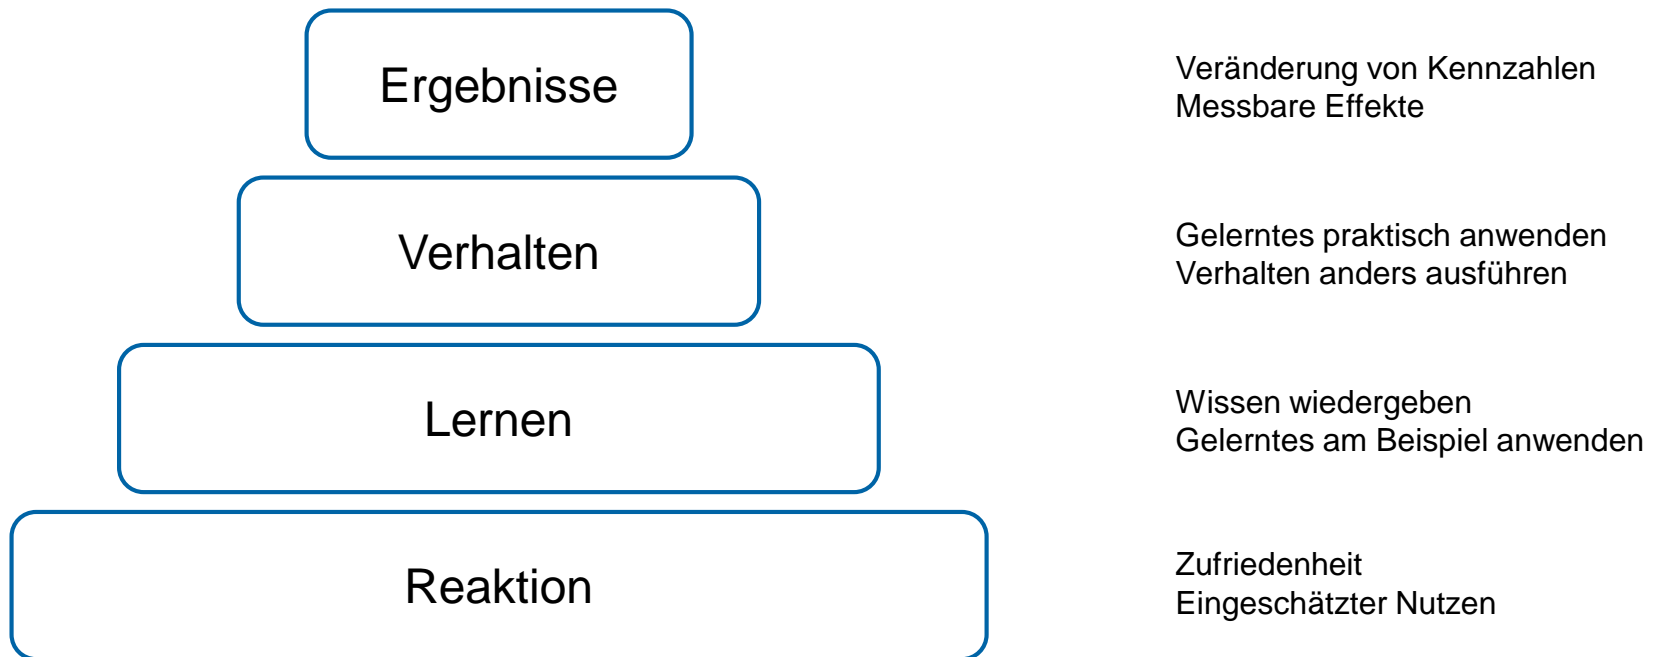 Ergebnisse
Veränderung von Kennzahlen
Messbare Effekte
Verhalten
Gelerntes praktisch anwenden
Verhalten anders ausführen
Lernen
Wissen wiedergeben
Gelerntes am Beispiel anwenden
Reaktion
Zufriedenheit
Eingeschätzter Nutzen